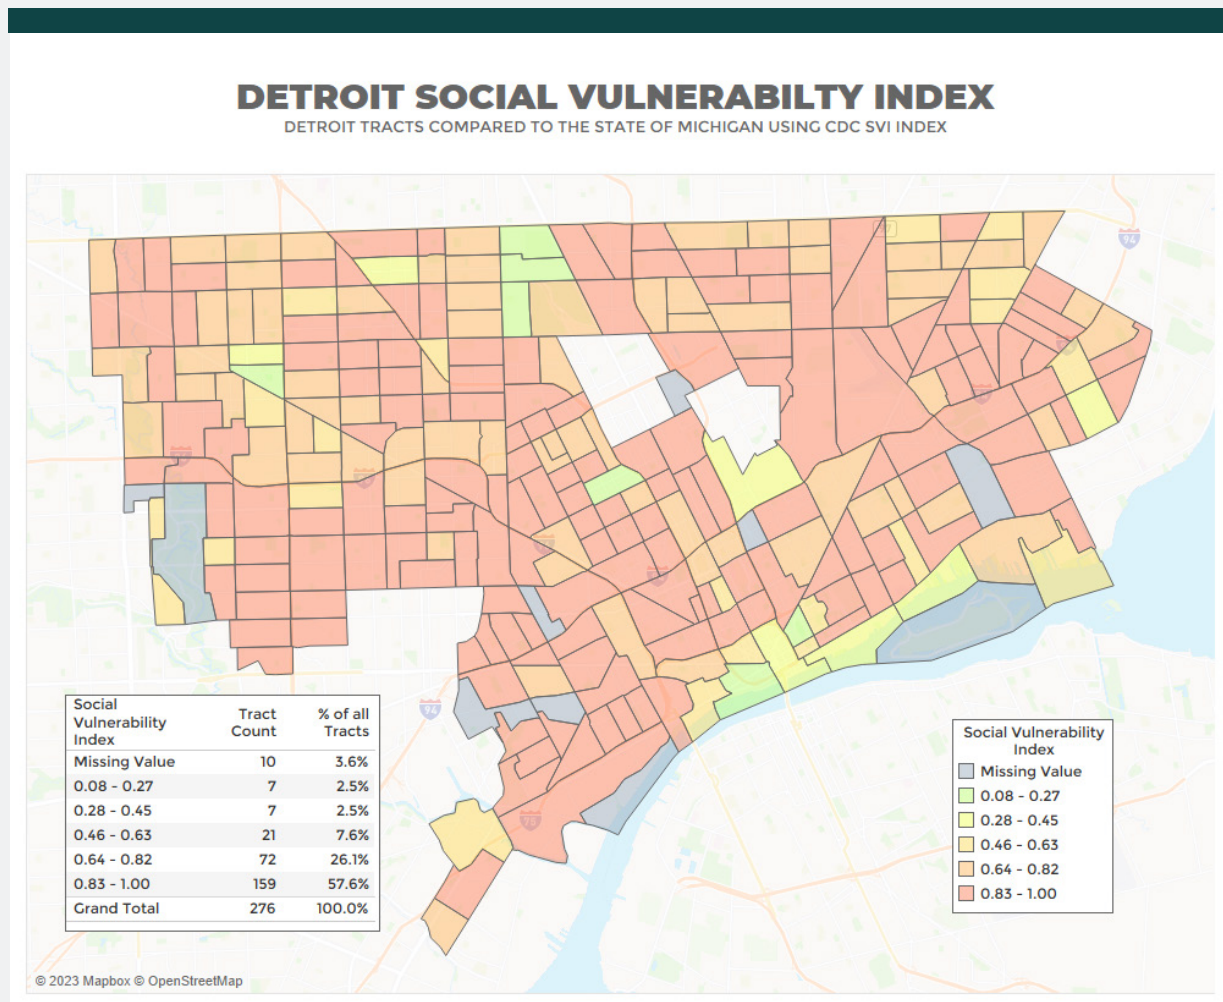 DETROIT SOCIAL VULNERABILTY INDEX
DETROIT TRACTS COMPARED TO THE STATE OF MICHIGAN USING CDC SVI INDEX
94
94
Social Vulnerability Index Tract Count % of all Tracts
Missing Value 10 3.6%
0.08 - 0.27 7 2.5%
0.28 - 0.45 7 2.5%
0.46 - 0.63 21 7.6%
0.64 - 0.82 72 26.1%
0.83 - 1.00 159 57.6%
Grand Total 276 100.0%
Social Vulnerability
Index
Missing Value
0.08 - 0.27
0.28 - 0.45
0.46 - 0.63
0.64 - 0.82
0.83 - 1.00
© 2023 Mapbox © OpenStreetMap